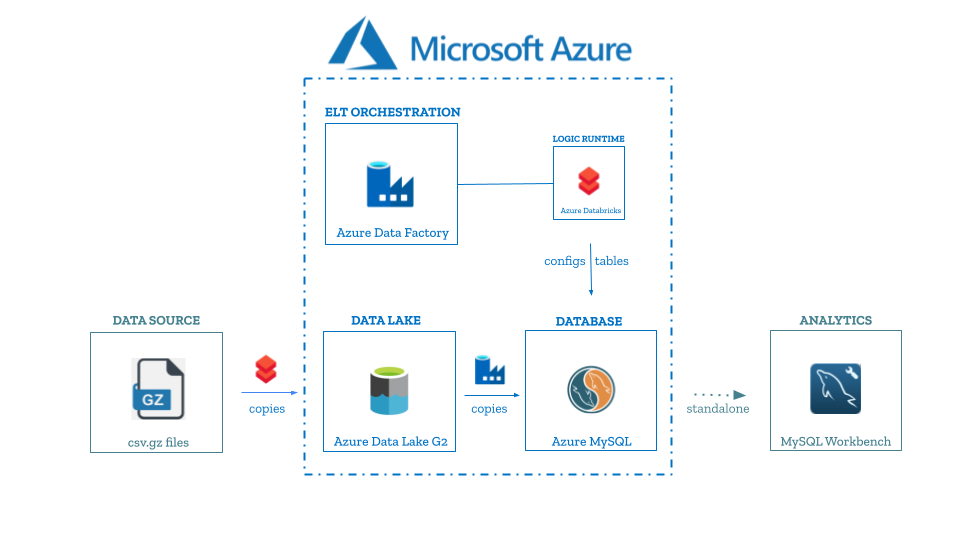 Microsoft Azure
ELT ORCHESTRATION
LOGIC RUNTIME
Azure Databricks
Azure Data Factory
configs
tables
DATA SOURCE
DATA LAKE
DATABASE
ANALYTICS
GZ
copies
copies
standalone
csv.gz files
Azure Data Lake G2
Azure MySQL
MySQL Workbench